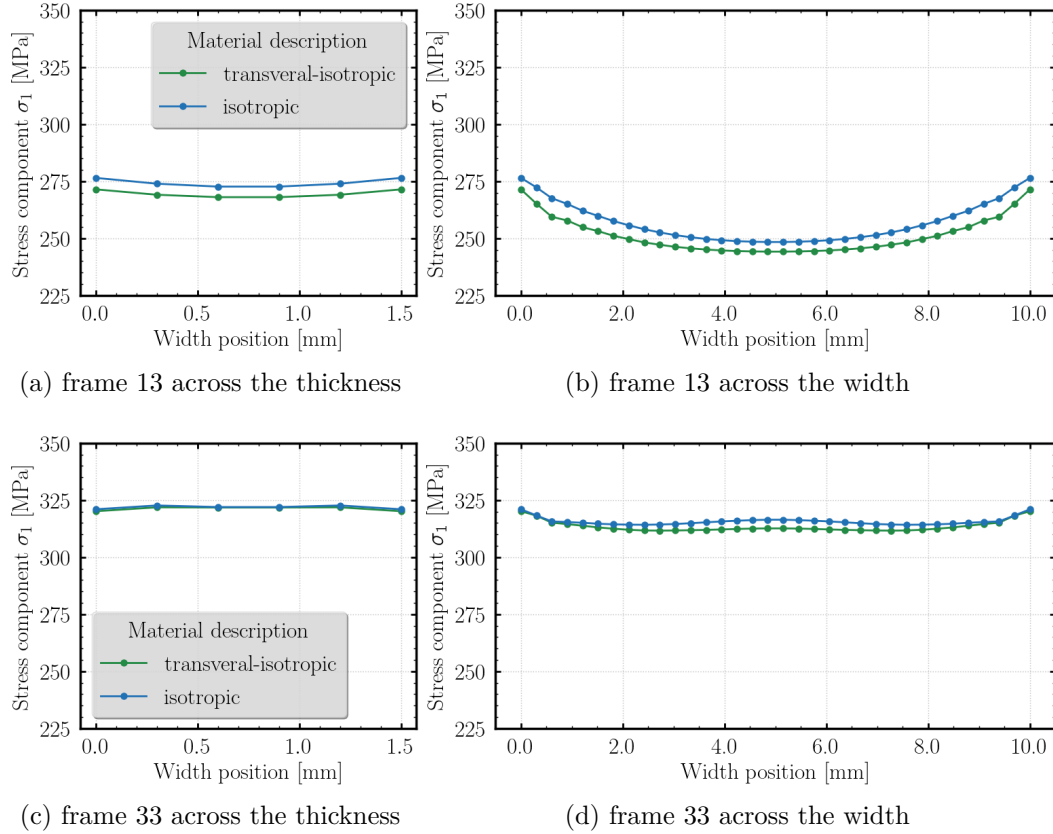 350
325
300
275
250
225
Stress component σ₁ [MPa]
Material description
transveral-isotropic
isotropic
0.0 0.5 1.0 1.5
Width position [mm]
(a) frame 13 across the thickness
350
325
300
275
250
225
Stress component σ₁ [MPa]
0.0 2.0 4.0 6.0 8.0 10.0
Width position [mm]
(b) frame 13 across the width
350
325
300
275
250
225
Stress component σ₁ [MPa]
Material description
transveral-isotropic
isotropic
0.0 0.5 1.0 1.5
Width position [mm]
(c) frame 33 across the thickness
350
325
300
275
250
225
Stress component σ₁ [MPa]
0.0 2.0 4.0 6.0 8.0 10.0
Width position [mm]
(d) frame 33 across the width